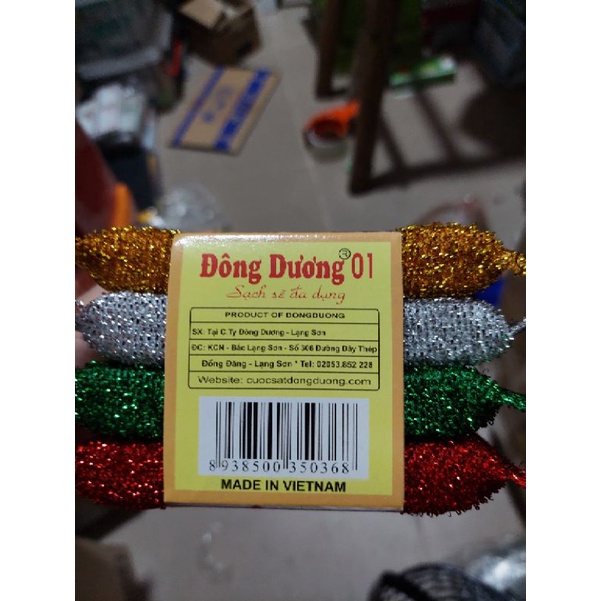 Đông Dương® 01
Sạch sẽ đa dụng
PRODUCT OF DONGDUONG
SX: Tại C.Ty Đông Dương - Lạng Sơn
ĐC: KCN - Bắc Lạng Sơn - Số 306 Đường Dây Thép
Đồng Đăng - Lạng Sơn * Tel: 02053.852 228
Website: cuocsatdongduong.com
8 938500 350368
MADE IN VIETNAM